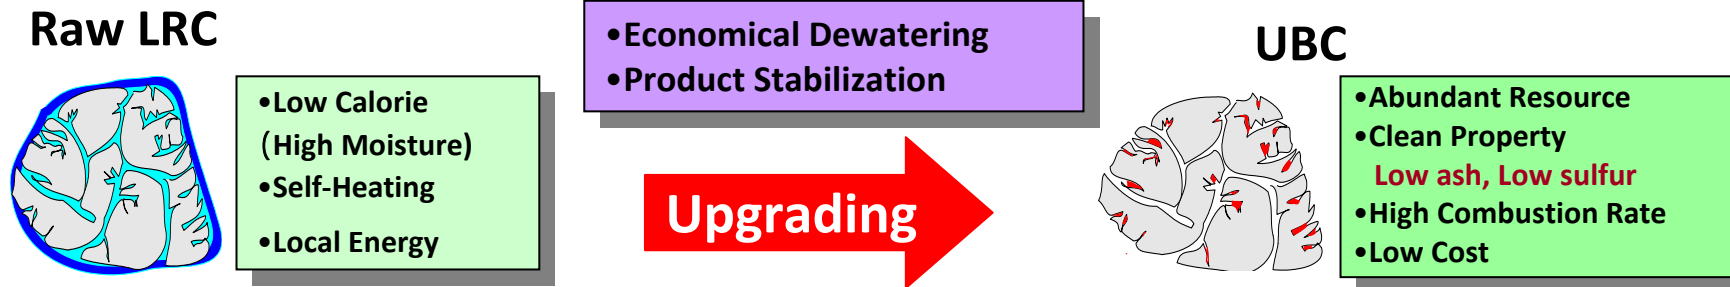 Raw LRC
•Low Calorie
(High Moisture)
•Self-Heating
•Local Energy
•Economical Dewatering
•Product Stabilization
Upgrading
UBC
•Abundant Resource
•Clean Property
Low ash, Low sulfur
•High Combustion Rate
•Low Cost